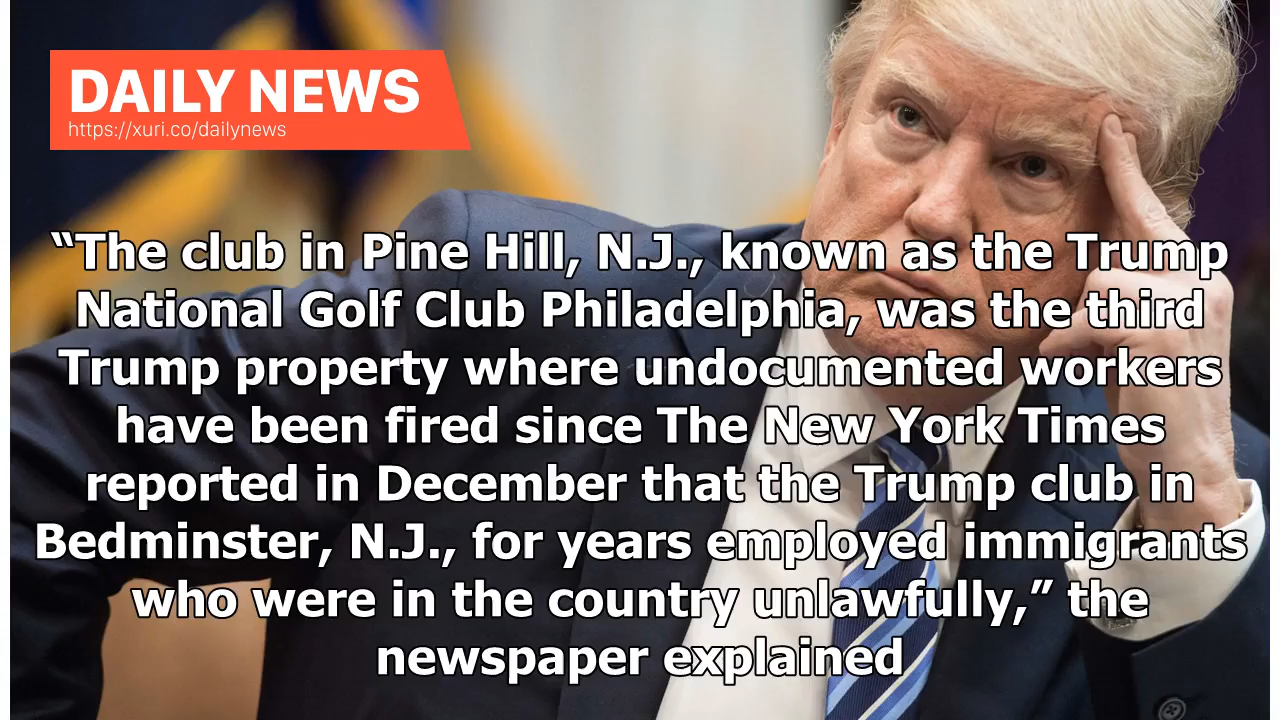 DAILY NEWS
https://xuri.co/dailynews
“The club in Pine Hill, N.J., known as the Trump
National Golf Club Philadelphia, was the third
Trump property where undocumented workers
have been fired since The New York Times
reported in December that the Trump club in
Bedminster, N.J., for years employed immigrants
who were in the country unlawfully,” the
newspaper explained